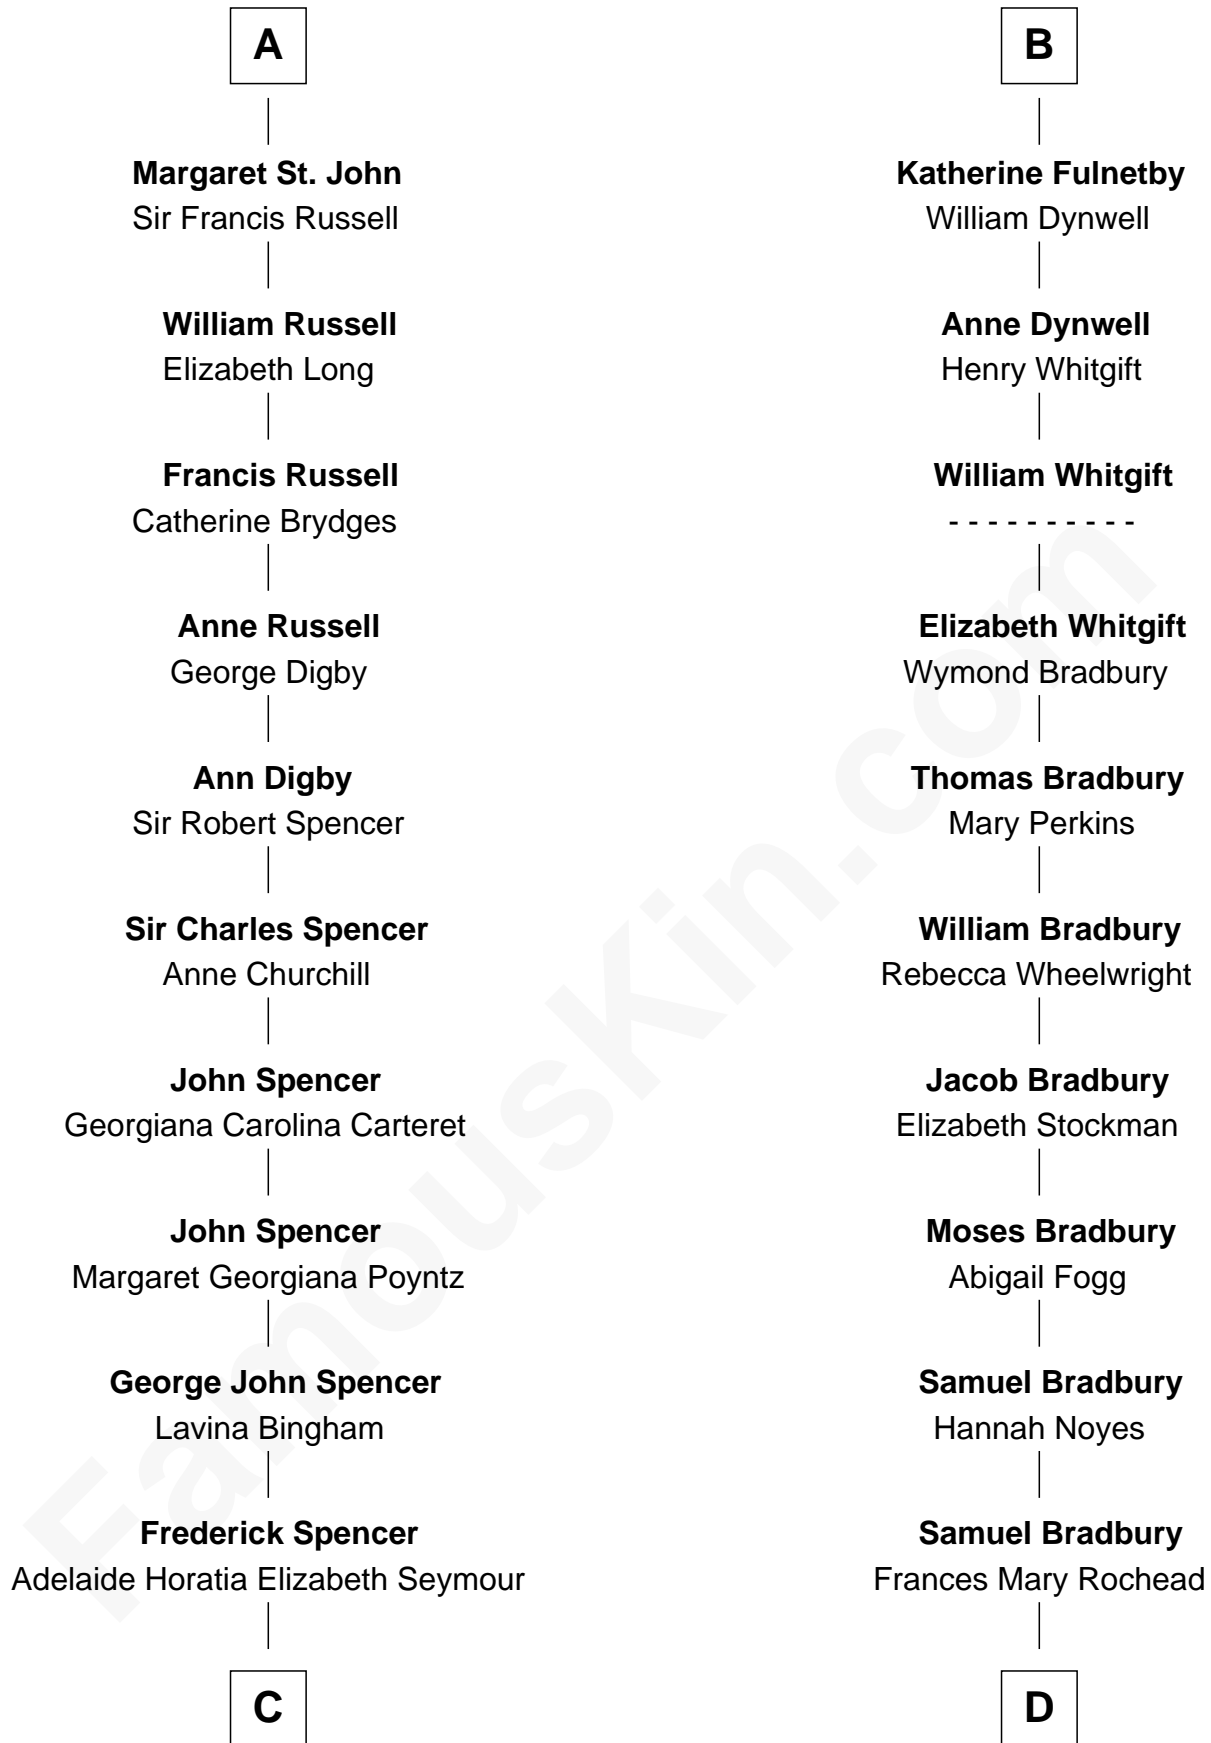 A
Margaret St. John
Sir Francis Russell
William Russell
Elizabeth Long
Francis Russell
Catherine Brydges
Anne Russell
George Digby
Ann Digby
Sir Robert Spencer
Sir Charles Spencer
Anne Churchill
John Spencer
Georgiana Carolina Carteret
John Spencer
Margaret Georgiana Poyntz
George John Spencer
Lavina Bingham
Frederick Spencer
Adelaide Horatia Elizabeth Seymour
C
B
Katherine Fulnetby
William Dynwell
Anne Dynwell
Henry Whitgift
William Whitgift
- - - - - - - - - -
Elizabeth Whitgift
Wymond Bradbury
Thomas Bradbury
Mary Perkins
William Bradbury
Rebecca Wheelwright
Jacob Bradbury
Elizabeth Stockman
Moses Bradbury
Abigail Fogg
Samuel Bradbury
Hannah Noyes
Samuel Bradbury
Frances Mary Rochead
D
FamousKin.com